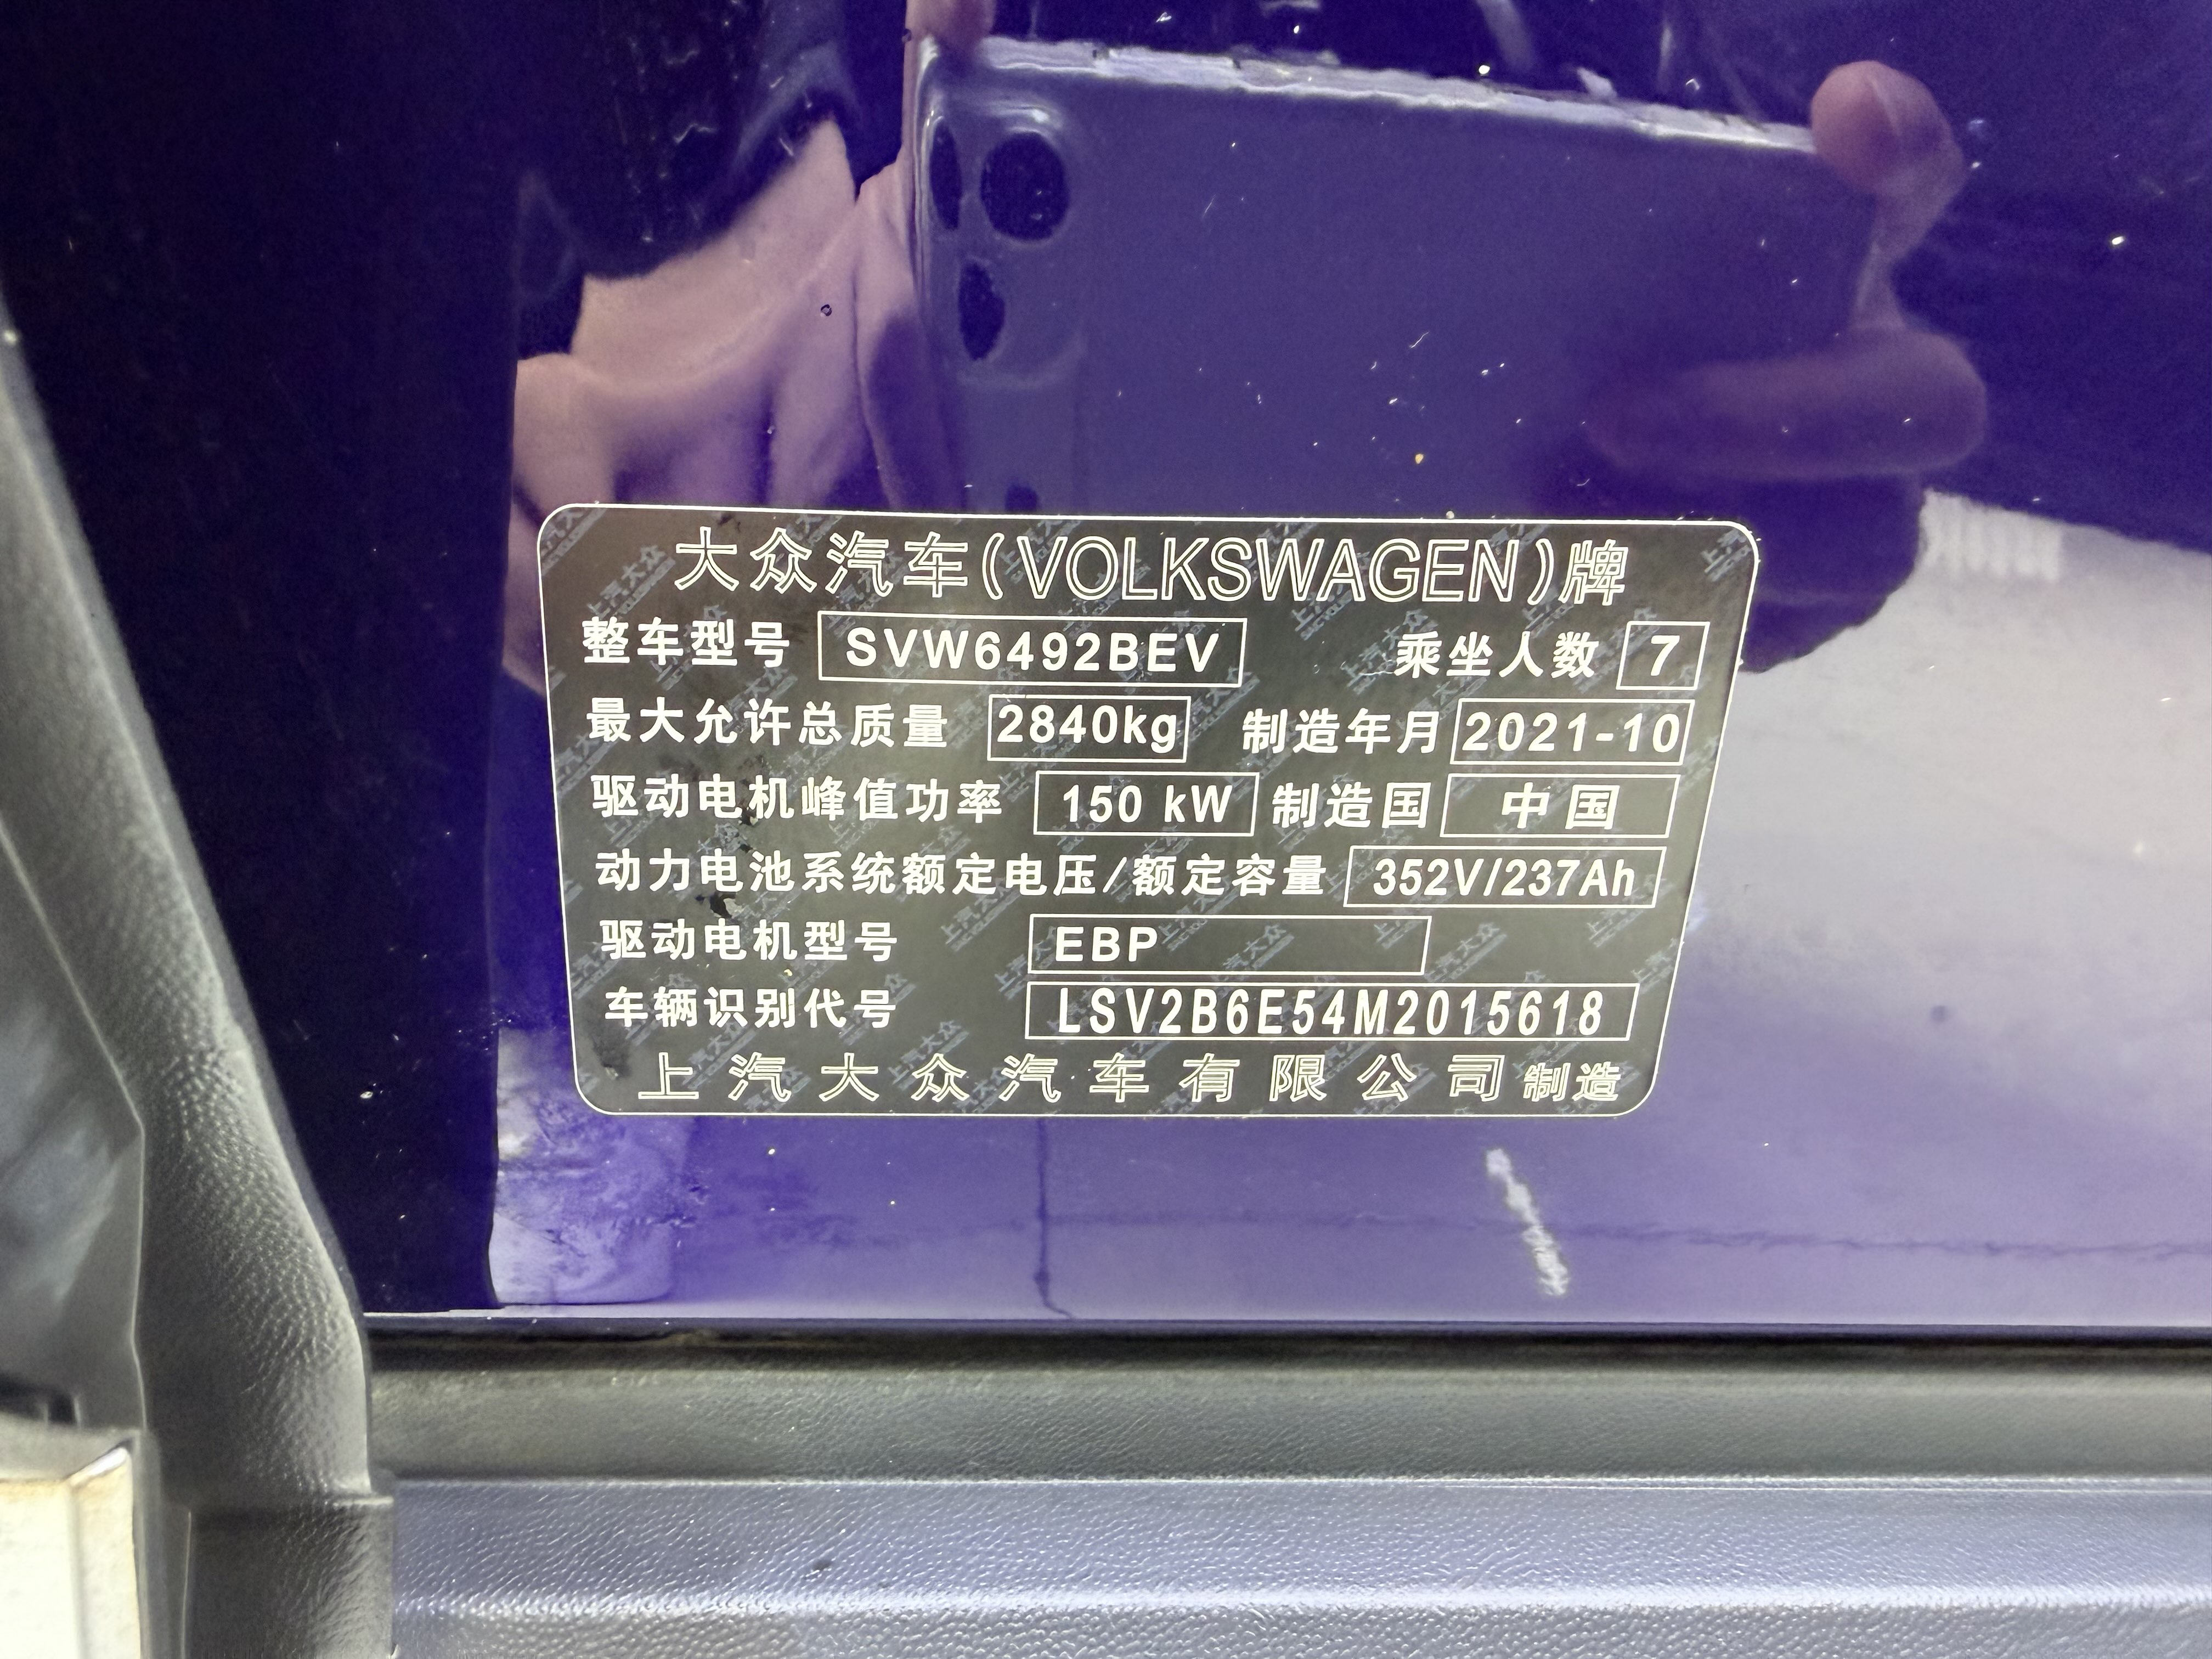 大众汽车(VOLKSWAGEN)牌
整车型号 SVW6492BEV 乘坐人数 7
最大允许总质量 2840kg 制造年月 2021-10
驱动电机峰值功率 150 kW 制造国 中国
动力电池系统额定电压/额定容量 352V/237Ah
驱动电机型号 EBP
车辆识别代号 LSV2B6E54M2015618
上汽大众汽车有限公司制造